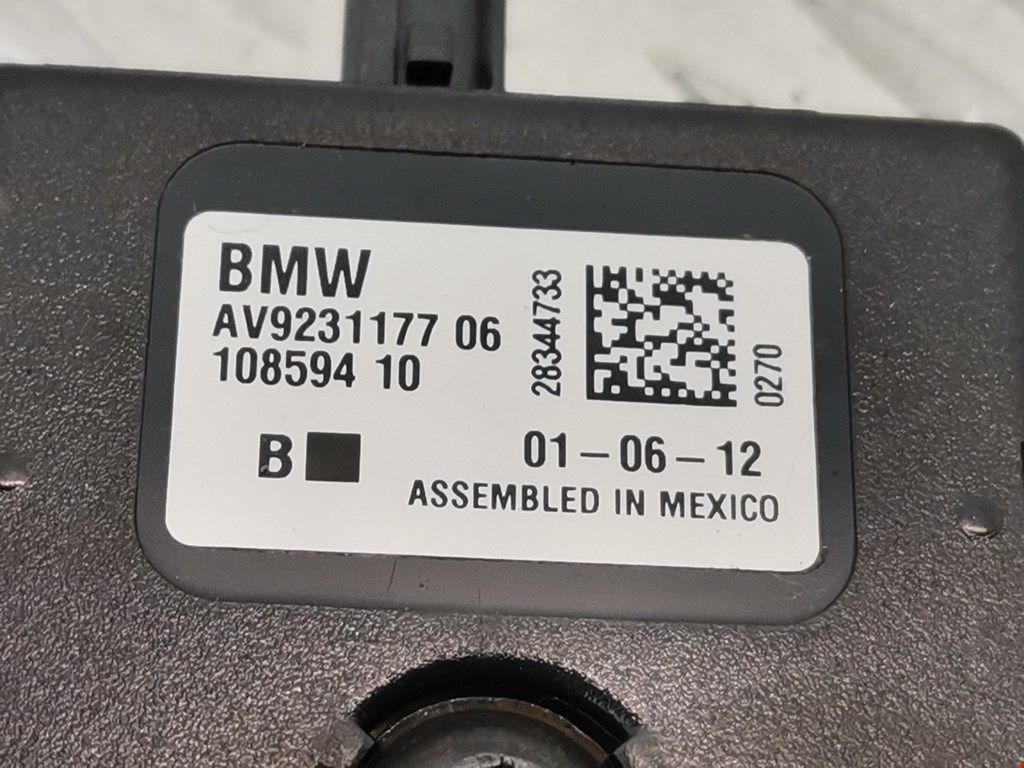 BMW
AV9231177 06
108594 10
28344733
0270
B
01-06-12
ASSEMBLED IN MEXICO